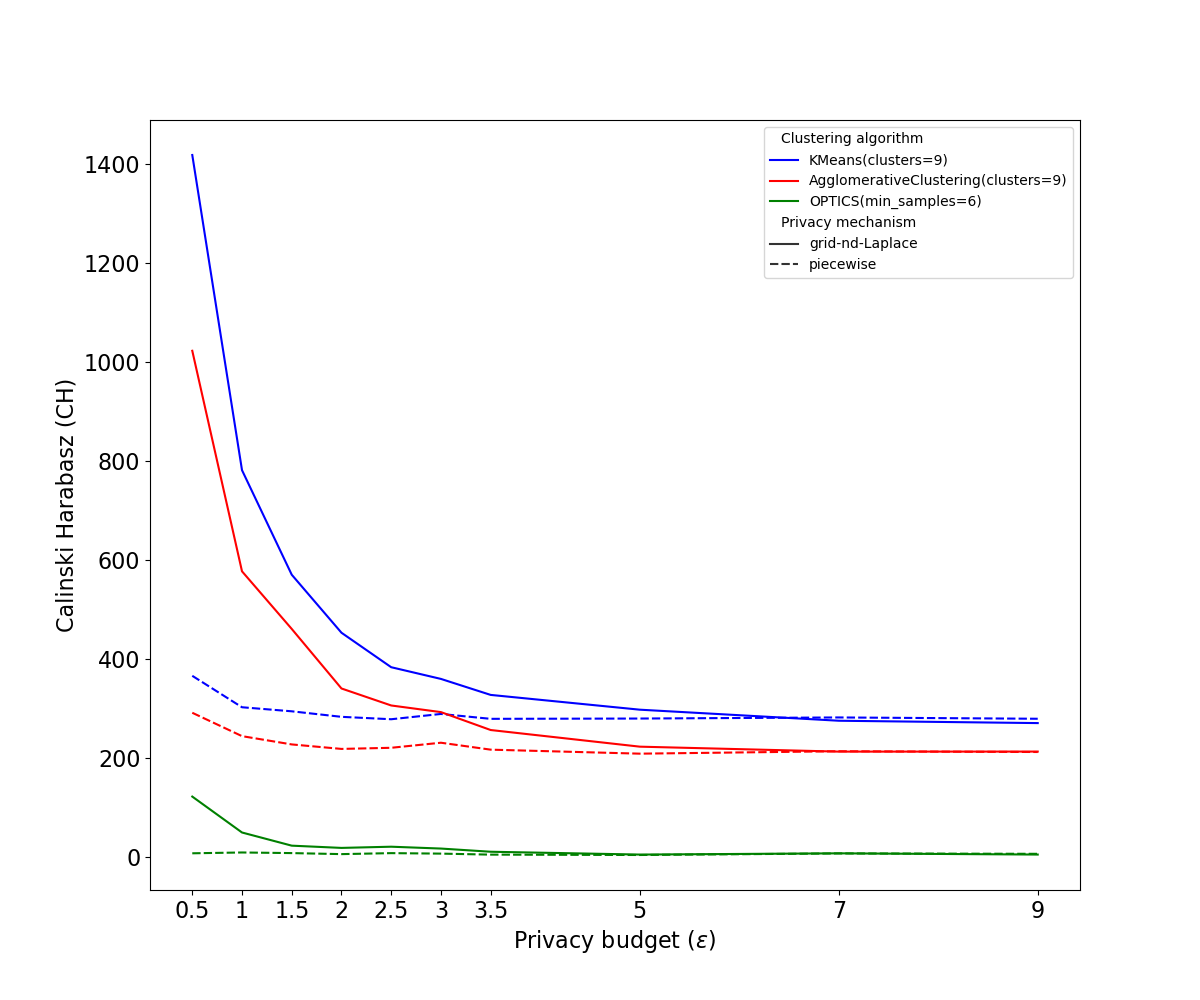 Clustering algorithm
KMeans(clusters=9)
AgglomerativeClustering(clusters=9)
OPTICS(min_samples=6)
Privacy mechanism
grid-nd-Laplace
piecewise
1400
1200
1000
800
600
400
200
0
Calinski Harabasz (CH)
0.5 1 1.5 2 2.5 3 3.5 5 7 9
Privacy budget (ε)